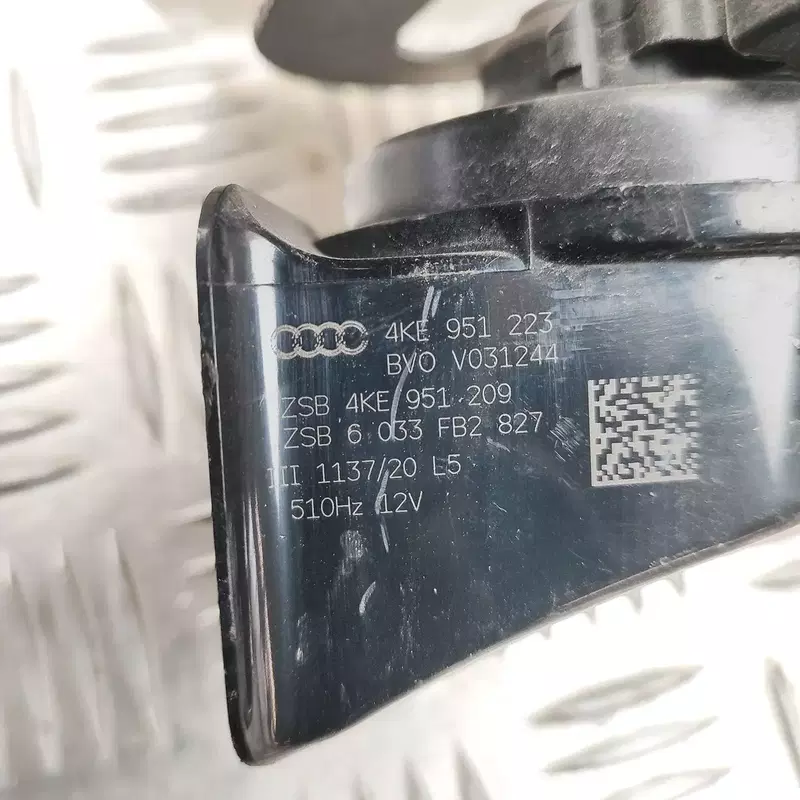 4KE 951 223
BVO V031244
ZSB 4KE 951 209
ZSB 6 033 FB2 827
III 1137/20 L5
510Hz 12V